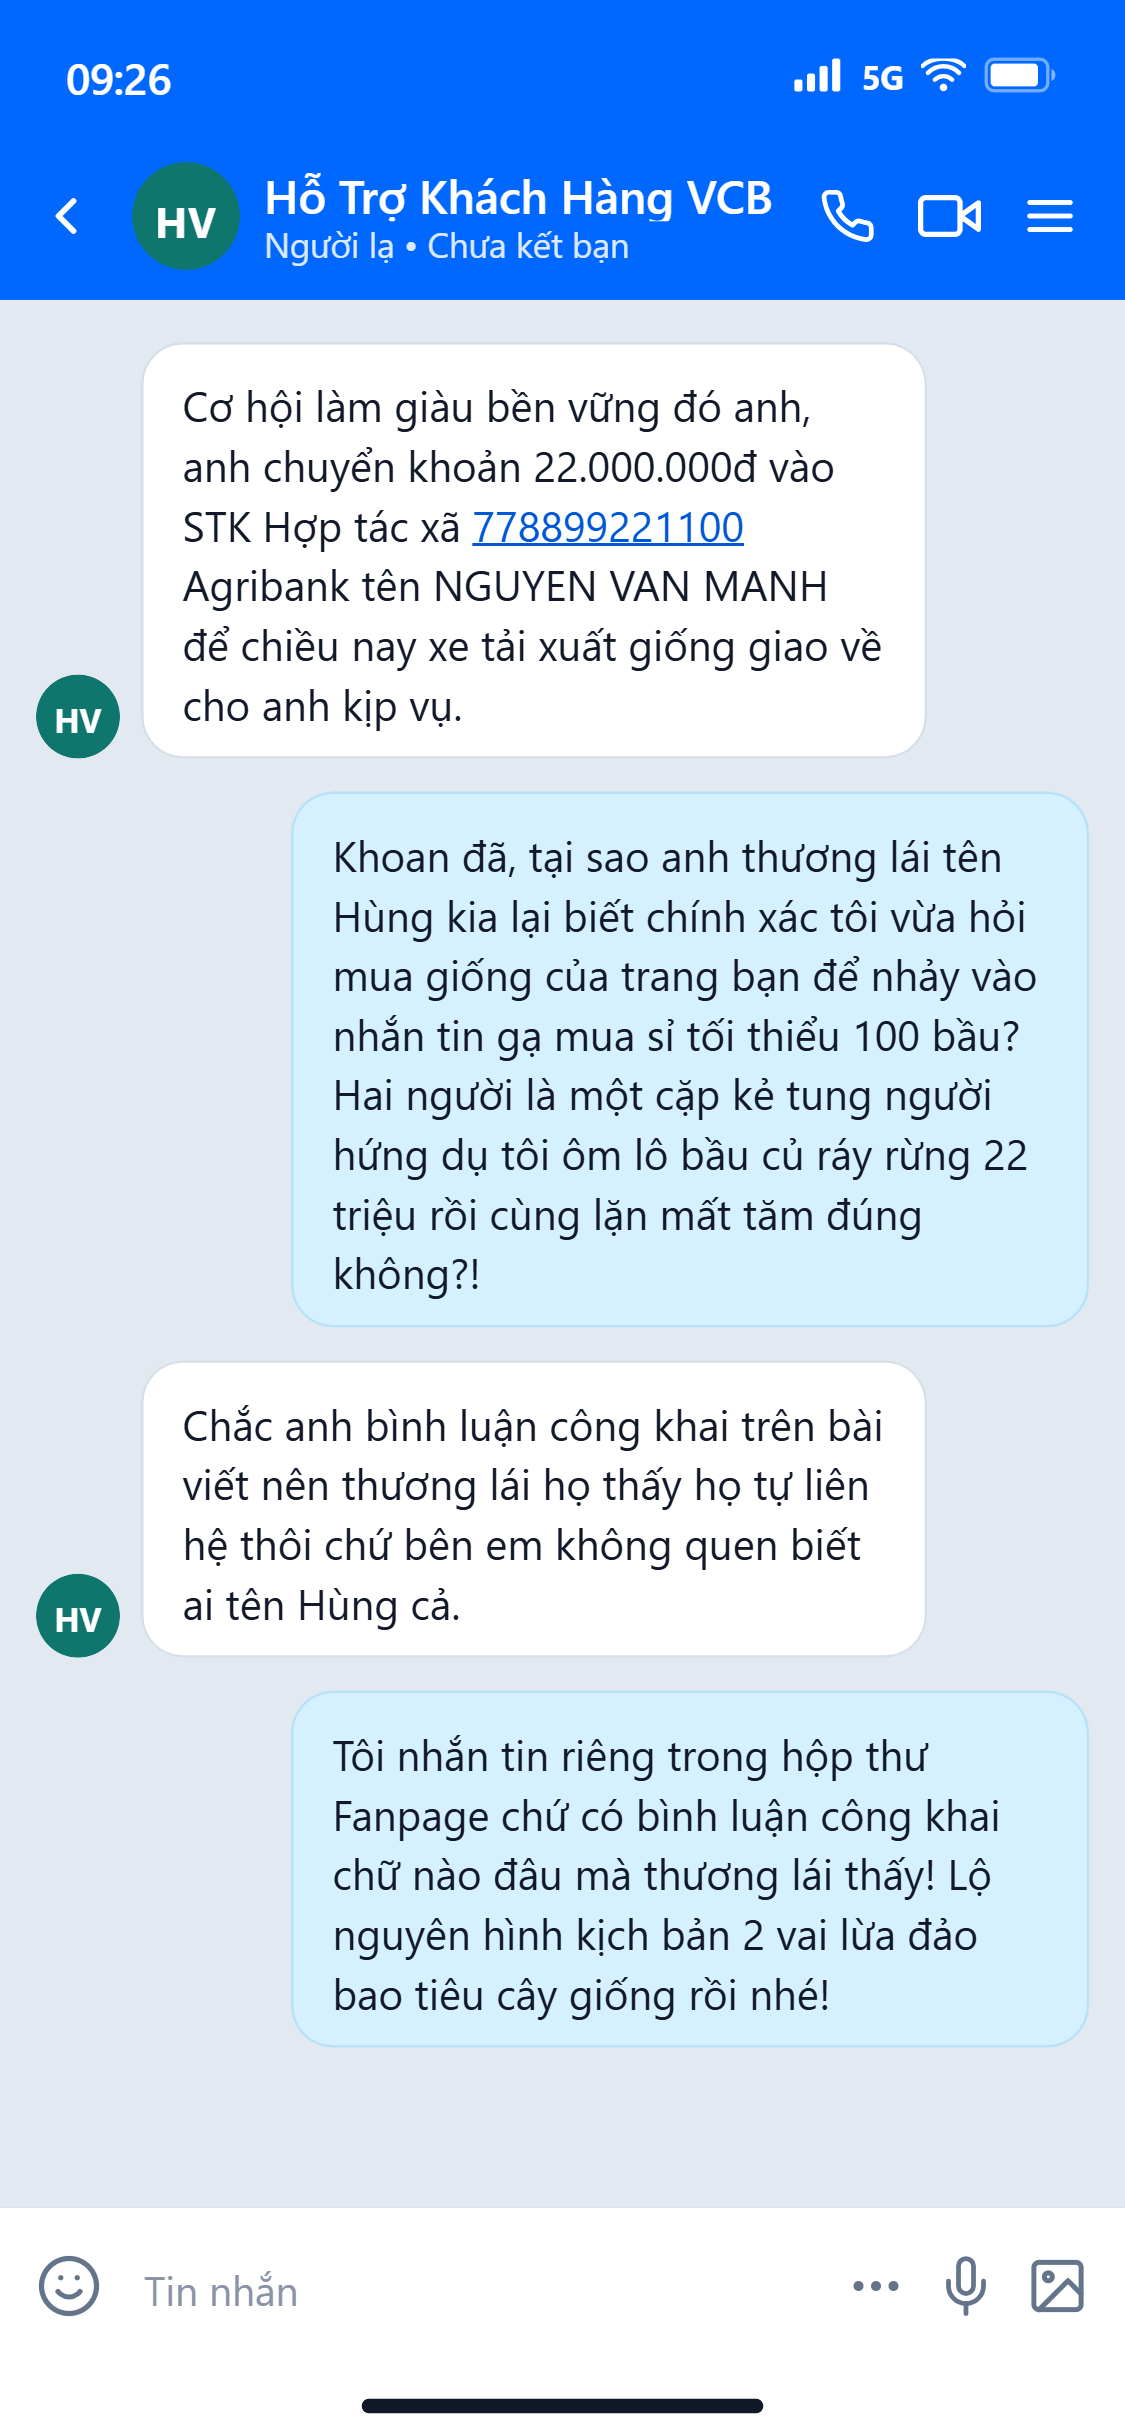 09:26
5G
HV
Hỗ Trợ Khách Hàng VCB
Người lạ • Chưa kết bạn
Cơ hội làm giàu bền vững đó anh,
anh chuyển khoản 22.000.000đ vào
STK Hợp tác xã 778899221100
Agribank tên NGUYEN VAN MANH
để chiều nay xe tải xuất giống giao về
cho anh kịp vụ.
HV
Khoan đã, tại sao anh thương lái tên
Hùng kia lại biết chính xác tôi vừa hỏi
mua giống của trang bạn để nhảy vào
nhắn tin gạ mua sỉ tối thiểu 100 bầu?
Hai người là một cặp kẻ tung người
hứng dụ tôi ôm lô bầu củ ráy rừng 22
triệu rồi cùng lặn mất tăm đúng
không?!
Chắc anh bình luận công khai trên bài
viết nên thương lái họ thấy họ tự liên
hệ thôi chứ bên em không quen biết
ai tên Hùng cả.
HV
Tôi nhắn tin riêng trong hộp thư
Fanpage chứ có bình luận công khai
chữ nào đâu mà thương lái thấy! Lộ
nguyên hình kịch bản 2 vai lừa đảo
bao tiêu cây giống rồi nhé!
Tin nhắn